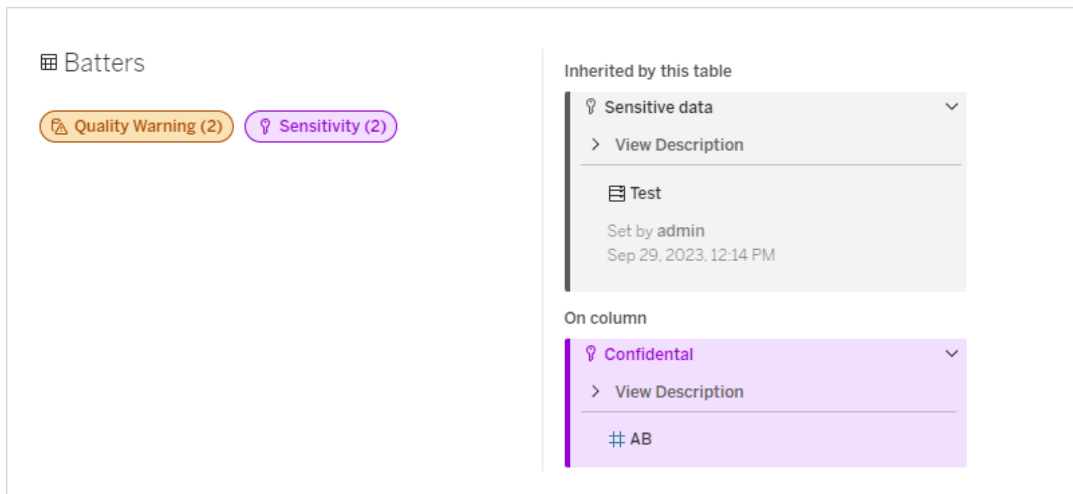 Batters
Quality Warning (2)
Sensitivity (2)
Inherited by this table
Sensitive data
View Description
Test
Set by admin
Sep 29, 2023, 12:14 PM
On column
Confidental
View Description
AB